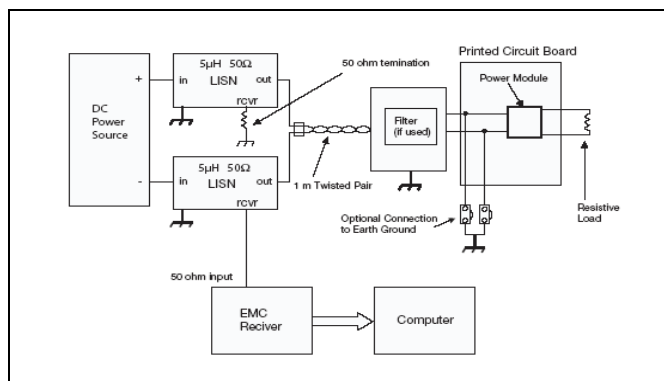 50 ohm temination
Printed Circuit Board
5µH 50Ω
LISN
in
out
rcvr
+
DC
Power
Source
-
Power
Module
Filter
(if used)
5µH 50Ω
LISN
in
out
rcvr
1 m Twisted Pair
Optional Connection
to Earth Ground
Resistive
Load
50 ohm input
EMC
Reciver
Computer